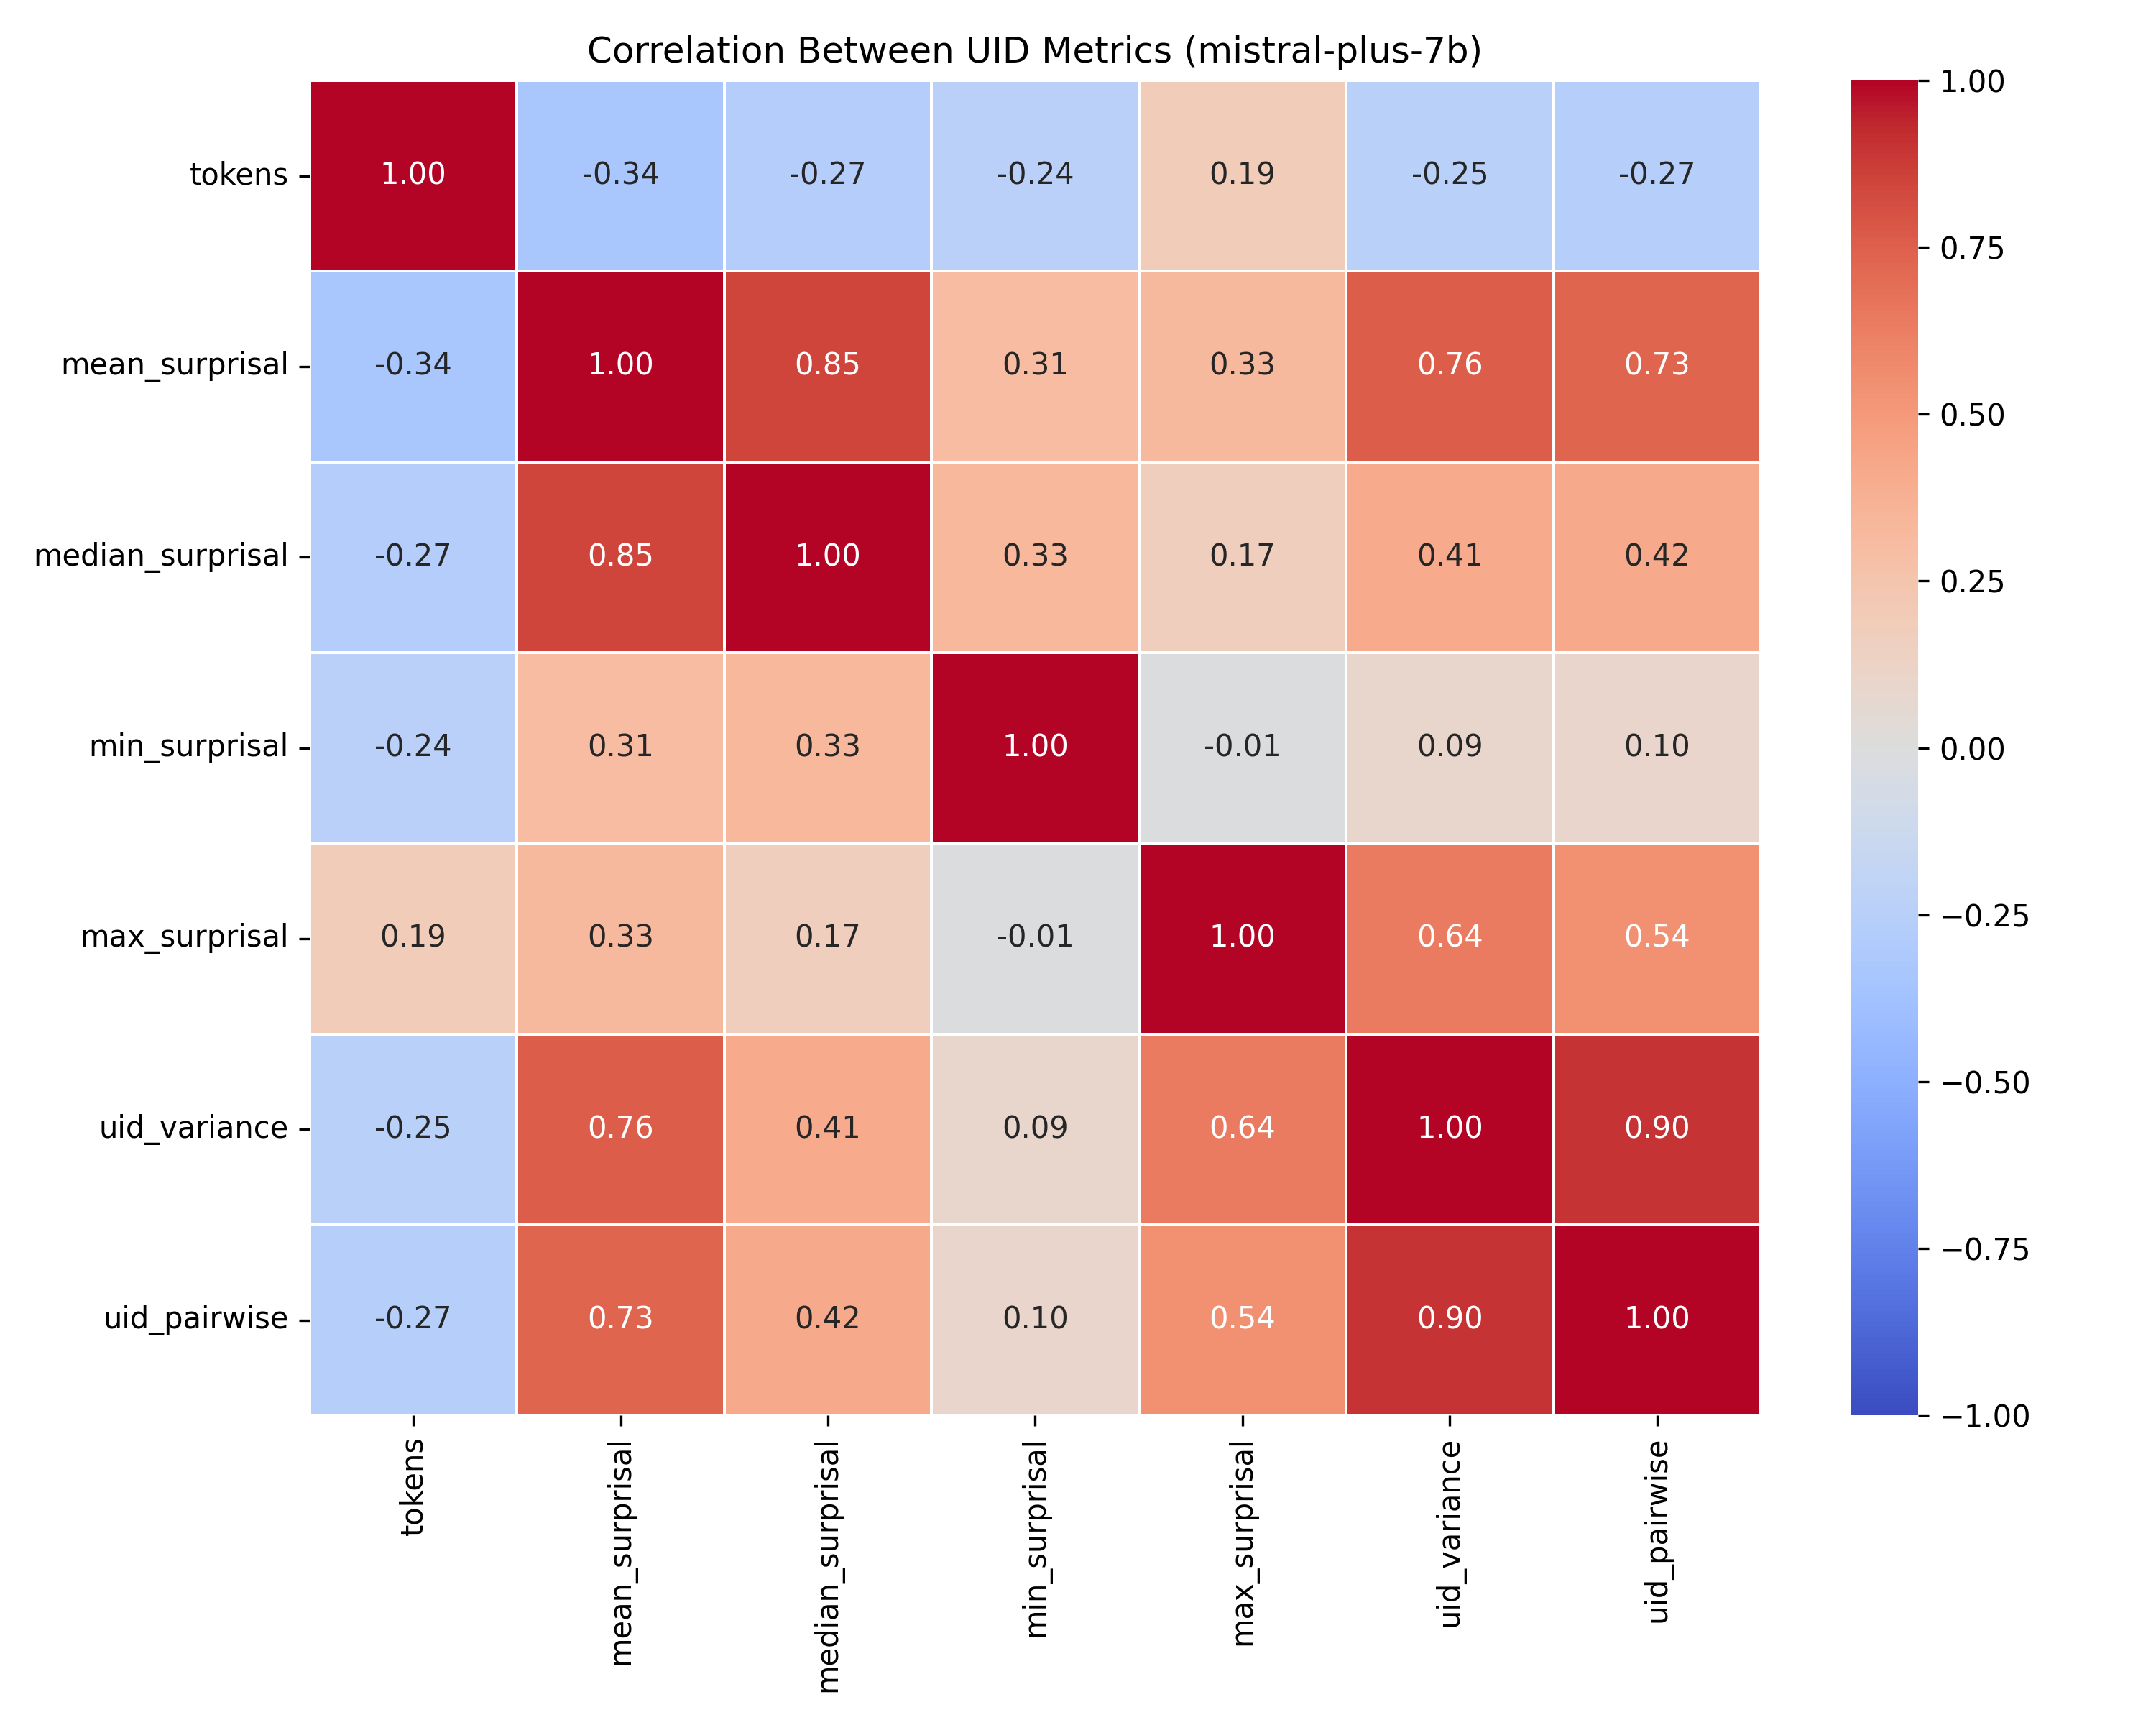 Correlation Between UID Metrics (mistral-plus-7b)
tokens 1.00 -0.34 -0.27 -0.24 0.19 -0.25 -0.27
mean_surprisal -0.34 1.00 0.85 0.31 0.33 0.76 0.73
median_surprisal -0.27 0.85 1.00 0.33 0.17 0.41 0.42
min_surprisal -0.24 0.31 0.33 1.00 -0.01 0.09 0.10
max_surprisal 0.19 0.33 0.17 -0.01 1.00 0.64 0.54
uid_variance -0.25 0.76 0.41 0.09 0.64 1.00 0.90
uid_pairwise -0.27 0.73 0.42 0.10 0.54 0.90 1.00
tokens mean_surprisal median_surprisal min_surprisal max_surprisal uid_variance uid_pairwise
1.00
0.75
0.50
0.25
0.00
−0.25
−0.50
−0.75
−1.00